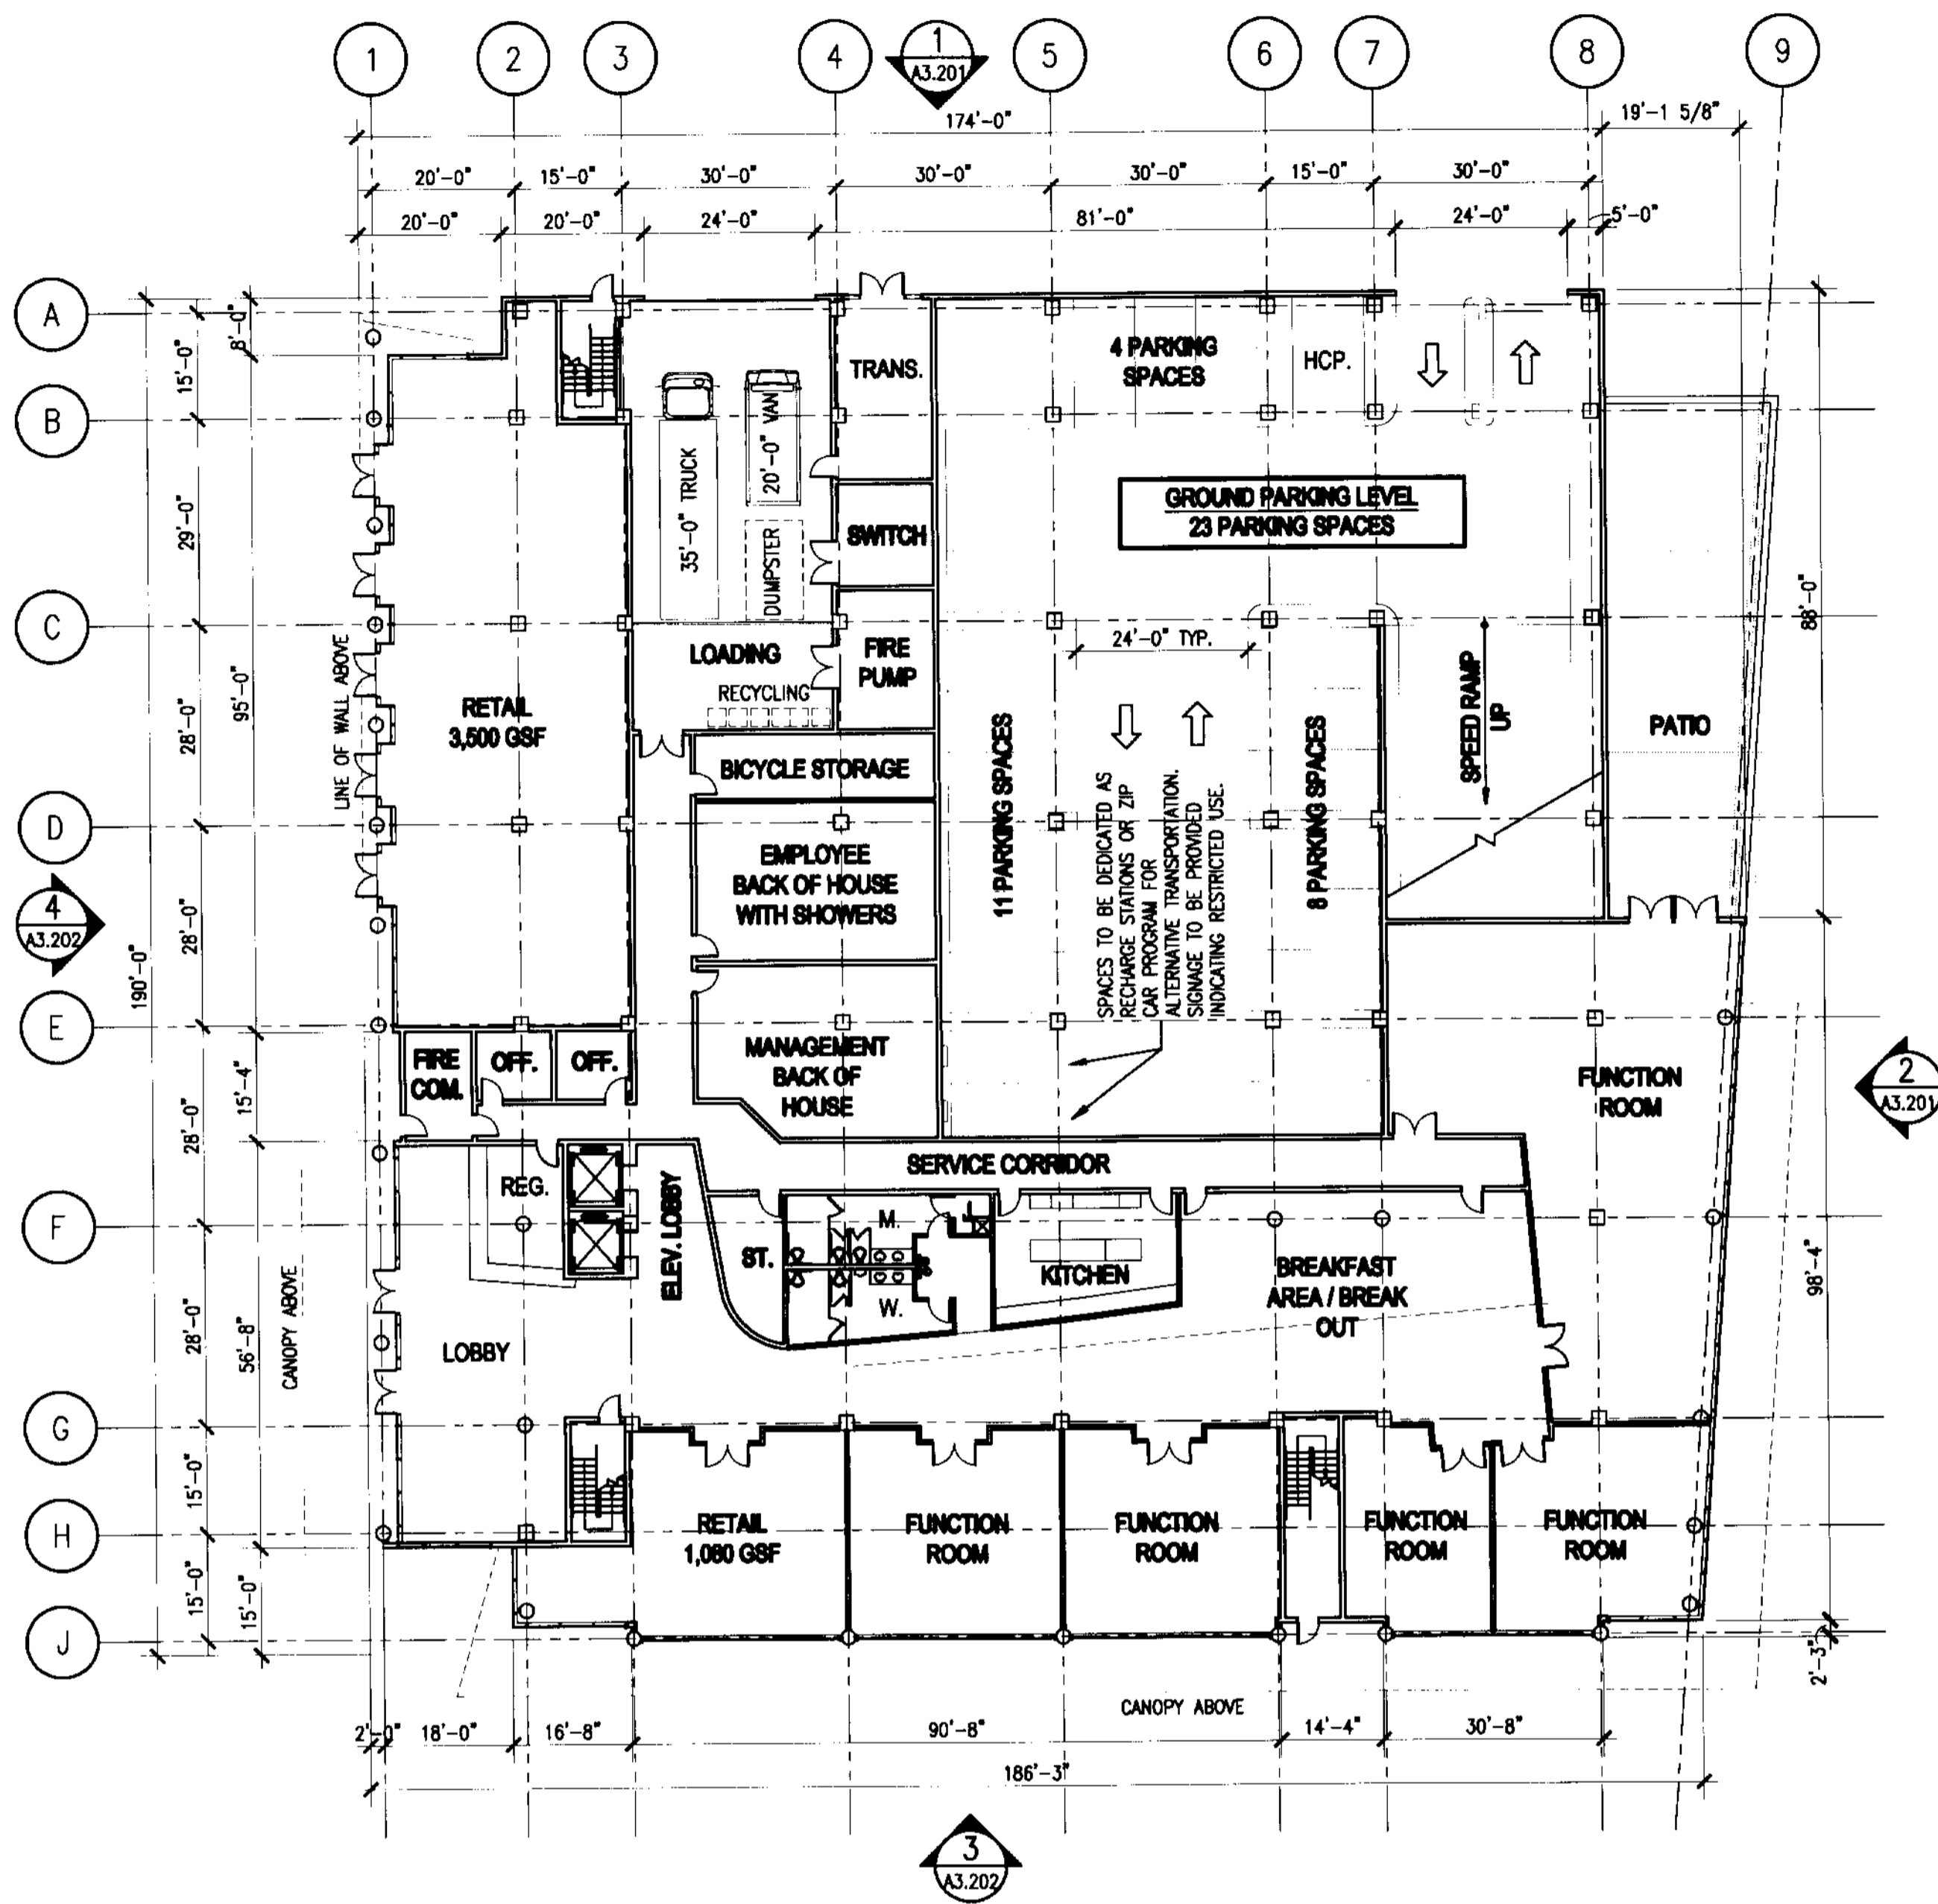 1
2
3
4
1
A3.201
5
6
7
8
9
174'-0"
19'-1 5/8"
20'-0"
15'-0"
30'-0"
30'-0"
30'-0"
15'-0"
30'-0"
20'-0"
20'-0"
24'-0"
81'-0"
24'-0"
5'-0"
A
B
C
D
E
F
G
H
J
8'-0"
15'-0"
29'-0"
28'-0"
95'-0"
28'-0"
190'-0"
15'-4"
28'-0"
28'-0"
56'-8"
15'-0"
15'-0"
15'-0"
4
A3.202
LINE OF WALL ABOVE
CANOPY ABOVE
TRANS.
4 PARKING
SPACES
HCP.
35'-0" TRUCK
20'-0" VAN
DUMPSTER
SWITCH
GROUND PARKING LEVEL
23 PARKING SPACES
88'-0"
LOADING
RECYCLING
FIRE
PUMP
24'-0" TYP.
RETAIL
3,500 GSF
BICYCLE STORAGE
11 PARKING SPACES
8 PARKING SPACES
SPEED RAMP
UP
PATIO
SPACES TO BE DEDICATED AS
RECHARGE STATIONS OR ZIP
CAR PROGRAM FOR
ALTERNATIVE TRANSPORTATION.
SIGNAGE TO BE PROVIDED
INDICATING RESTRICTED USE.
EMPLOYEE
BACK OF HOUSE
WITH SHOWERS
MANAGEMENT
BACK OF
HOUSE
FIRE
COM.
OFF.
OFF.
FUNCTION
ROOM
2
A3.201
SERVICE CORRIDOR
REG.
ELEV. LOBBY
ST.
M.
W.
KITCHEN
BREAKFAST
AREA / BREAK
OUT
98'-4"
LOBBY
RETAIL
1,080 GSF
FUNCTION
ROOM
FUNCTION
ROOM
FUNCTION
ROOM
FUNCTION
ROOM
2'-3"
CANOPY ABOVE
2'-0"
18'-0"
16'-8"
90'-8"
14'-4"
30'-8"
186'-3"
3
A3.202